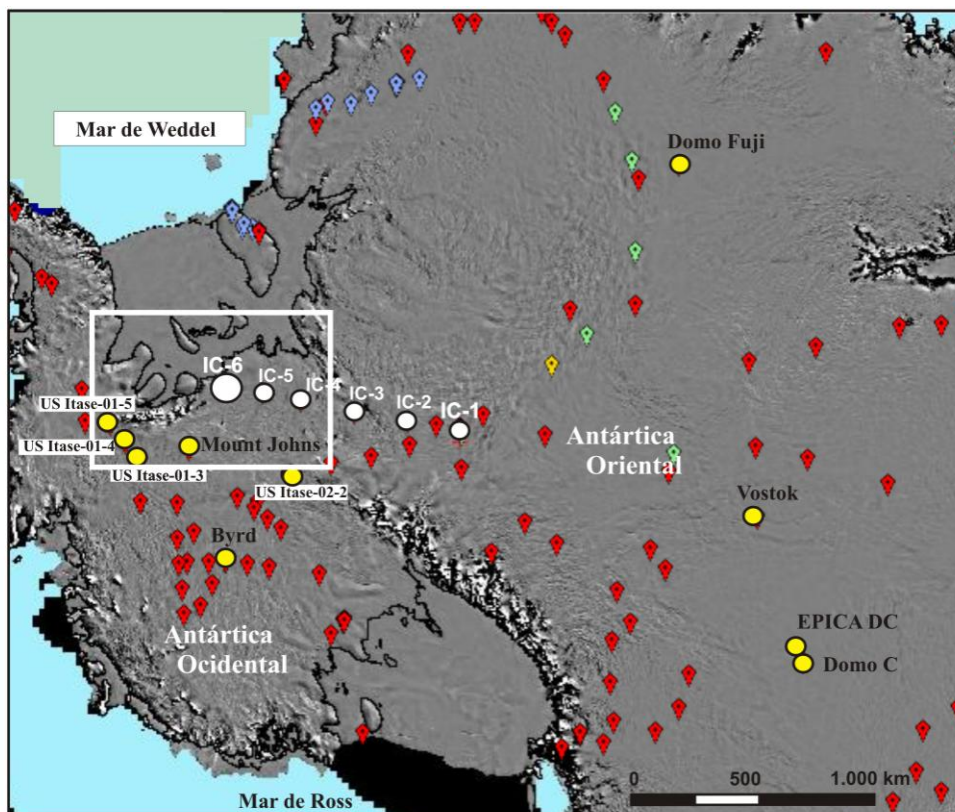 Mar de Weddel
Domo Fuji
IC-6
IC-5
IC-4
IC-3
IC-2
IC-1
US Itase-01-5
US Itase-01-4
Mount Johns
US Itase-01-3
US Itase-02-2
Antártica
Oriental
Vostok
Byrd
Antártica
Ocidental
EPICA DC
Domo C
0 500 1.000 km
Mar de Ross